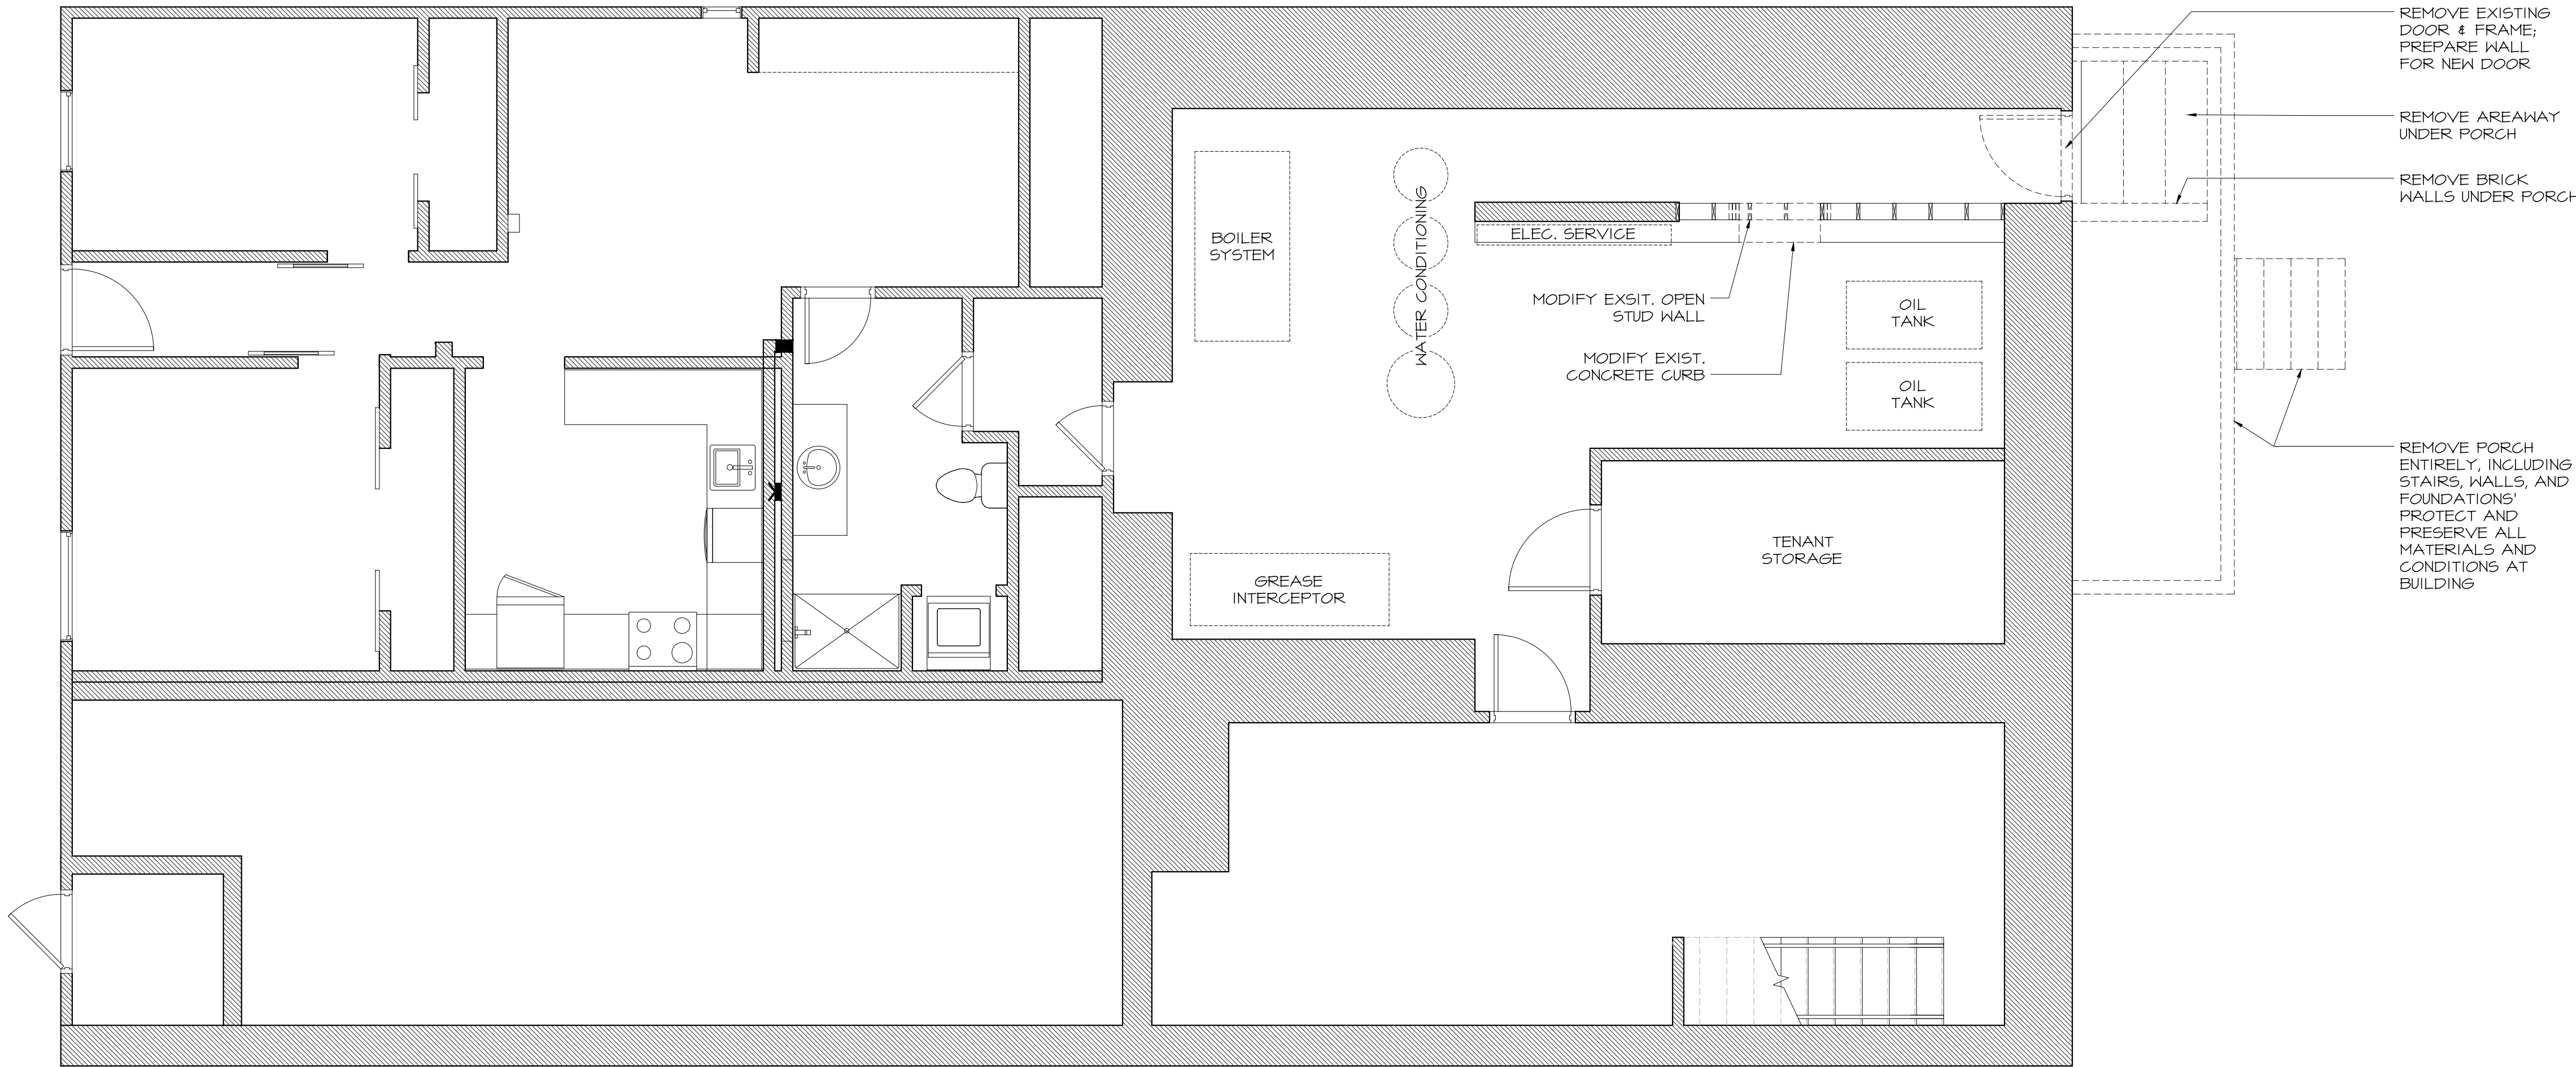 REMOVE EXISTING
DOOR & FRAME;
PREPARE WALL
FOR NEW DOOR
REMOVE AREAWAY
UNDER PORCH
REMOVE BRICK
WALLS UNDER PORCH
BOILER
SYSTEM
WATER CONDITIONING
ELEC. SERVICE
MODIFY EXSIT. OPEN
STUD WALL
MODIFY EXIST.
CONCRETE CURB
OIL
TANK
OIL
TANK
REMOVE PORCH
ENTIRELY, INCLUDING
STAIRS, WALLS, AND
FOUNDATIONS'
PROTECT AND
PRESERVE ALL
MATERIALS AND
CONDITIONS AT
BUILDING
TENANT
STORAGE
GREASE
INTERCEPTOR